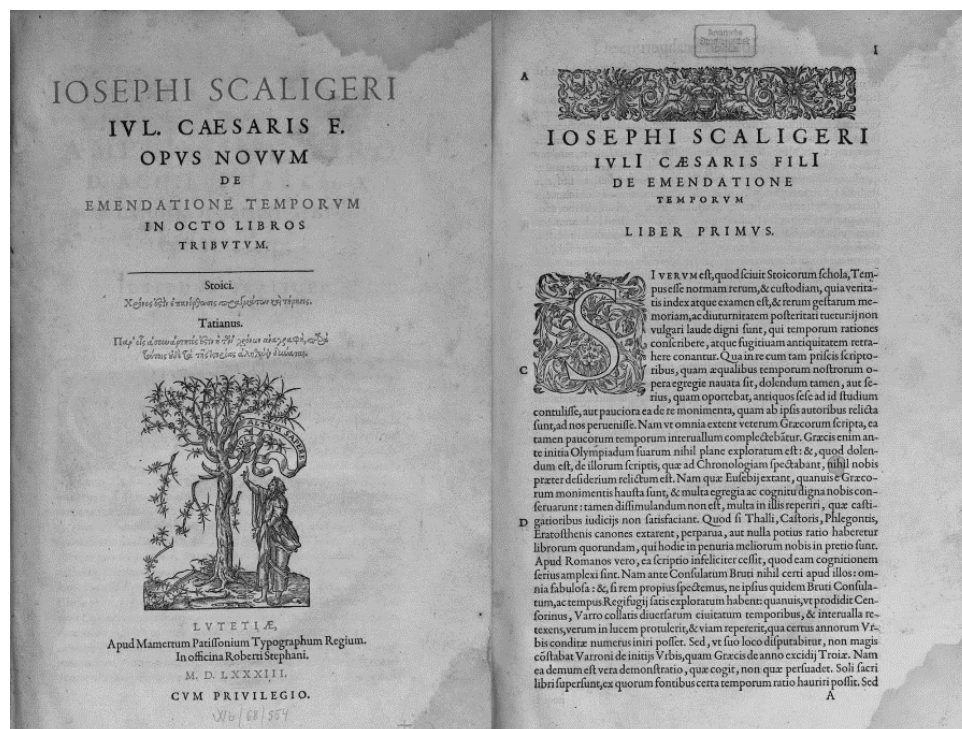 IOSEPHI SCALIGERI
IVL. CAESARIS F.
OPVS NOVVM
DE
EMENDATIONE TEMPORVM
IN OCTO LIBROS
TRIBVTVM.
Stoici.
Tatianus.
ALTVM SAPERE
LVTETIÆ,
Apud Mamertum Patissonium Typographum Regium.
In officina Roberti Stephani.
M. D. LXXXIII.
CVM PRIVILEGIO.
I
A
IOSEPHI SCALIGERI
IVLI CÆSARIS FILI
DE EMENDATIONE
TEMPORVM
LIBER PRIMVS.
SI VERVM est, quod sciuit Stoicorum schola, Tem-
pus esse normam rerum, & custodiam, quia verita-
tis index atque examen est, & rerum gestarum me-
moriam, ac diuturnitatem posteritati tuetur: ij non
vulgari laude digni sunt, qui temporum rationes
conscribere, atque fugitiuam antiquitatem retra-
here conantur. Qua in re cum tam priscis scripto-
C
ribus, quam æqualibus temporum nostrorum o-
pera egregie nauata sit, dolendum tamen, aut se-
rius, quam oportebat, antiquos sese ad id studium
contulisse, aut pauciora ea de re monimenta, quam ab ipsis autoribus relicta
sunt, ad nos peruenisse. Nam vt omnia extent veterum Græcorum scripta, ea
tamen paucorum temporum interuallum complectebãtur. Græcis enim an-
te initia Olympiadum suarum nihil plane exploratum est: &, quod dolen-
dum est, de illorum scriptis, quæ ad Chronologiam spectabant, nihil nobis
præter desiderium relictum est. Nam quæ Eusebij extant, quanuis e Græco-
rum monimentis hausta sunt, & multa egregia ac cognitu digna nobis con-
seruarunt: tamen dissimulandum non est, multa in illis reperiri, quæ casti-
D
gatioribus iudicijs non satisfaciant. Quod si Thalli, Castoris, Phlegontis,
Eratosthenis canones extarent, perparua, aut nulla potius ratio haberetur
librorum quorundam, qui hodie in penuria meliorum nobis in pretio sunt.
Apud Romanos vero, ea scriptio infeliciter cessit, quod eam cognitionem
serius amplexi sunt. Nam ante Consulatum Bruti nihil certi apud illos: om-
nia fabulosa: &, si rem propius spectemus, ne ipsius quidem Bruti Consula-
tum, ac tempus Regifugij satis exploratum habent: quanuis, vt prodidit Cen-
sorinus, Varro collatis diuersarum ciuitatum temporibus, & interualla re-
texens, verum in lucem protulerit, & viam repererit, qua certus annorum Vr-
bis conditæ numerus iniri posset. Sed, vt suo loco disputabitur, non magis
cõstabat Varroni de initijs Vrbis, quam Græcis de anno excidij Troiæ. Nam
ea demum est vera demonstratio, quæ cogit, non quæ persuadet. Soli sacri
libri supersunt, ex quorum fontibus certa temporum ratio hauriri possit. Sed
A